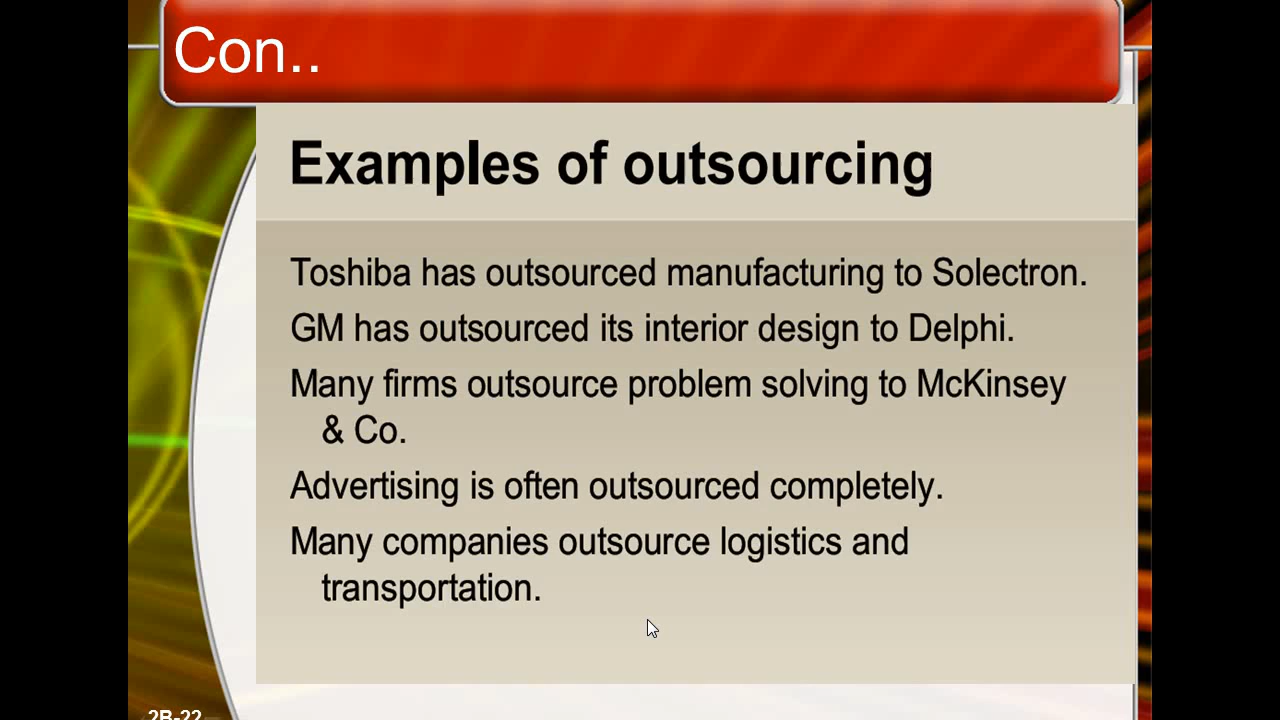 Con..
Examples of outsourcing
Toshiba has outsourced manufacturing to Solectron.
GM has outsourced its interior design to Delphi.
Many firms outsource problem solving to McKinsey
& Co.
Advertising is often outsourced completely.
Many companies outsource logistics and
transportation.
2B-22